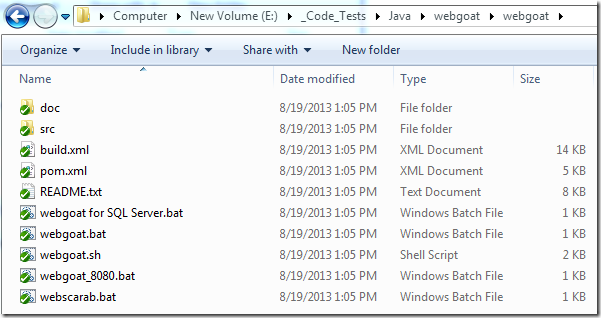 Computer New Volume (E:) _Code_Tests Java webgoat webgoat
Organize Include in library Share with New folder
Name Date modified Type Size
doc 8/19/2013 1:05 PM File folder
src 8/19/2013 1:05 PM File folder
build.xml 8/19/2013 1:05 PM XML Document 14 KB
pom.xml 8/19/2013 1:05 PM XML Document 5 KB
README.txt 8/19/2013 1:05 PM Text Document 8 KB
webgoat for SQL Server.bat 8/19/2013 1:05 PM Windows Batch File 1 KB
webgoat.bat 8/19/2013 1:05 PM Windows Batch File 1 KB
webgoat.sh 8/19/2013 1:05 PM Shell Script 2 KB
webgoat_8080.bat 8/19/2013 1:05 PM Windows Batch File 1 KB
webscarab.bat 8/19/2013 1:05 PM Windows Batch File 1 KB